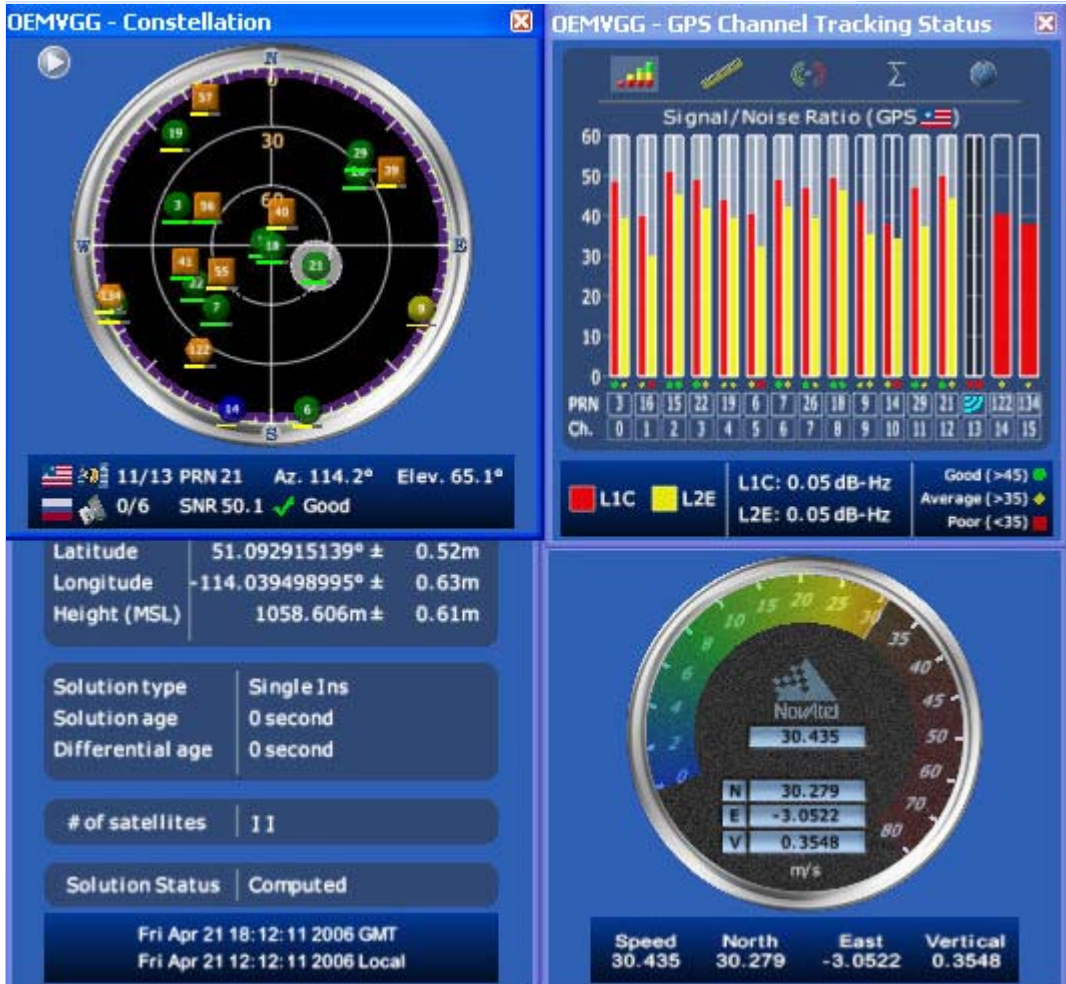 OEMVGG - Constellation
N
0
57
19
30
29
39
3
56
60
40
W
18
E
41
55
21
22
7
134
9
122
14
6
S
11/13 PRN 21 Az. 114.2° Elev. 65.1°
0/6 SNR 50.1 Good
OEMVGG - GPS Channel Tracking Status
Σ
Signal/Noise Ratio (GPS)
60
50
40
30
20
10
0
PRN 3 16 15 22 19 6 7 26 18 9 14 29 21 122 134
Ch. 0 1 2 3 4 5 6 7 8 9 10 11 12 13 14 15
L1C L2E
L1C: 0.05 dB-Hz
L2E: 0.05 dB-Hz
Good (>45)
Average (>35)
Poor (<35)
Latitude 51.092915139° ± 0.52m
Longitude -114.039498995° ± 0.63m
Height (MSL) 1058.606m ± 0.61m
Solution type Single Ins
Solution age 0 second
Differential age 0 second
# of satellites 11
Solution Status Computed
Fri Apr 21 18:12:11 2006 GMT
Fri Apr 21 12:12:11 2006 Local
0 2 4 6 8 10 15 20 25 30 35 40 45 50 60 70 80
NovAtel
30.435
N 30.279
E -3.0522
V 0.3548
m/s
Speed North East Vertical
30.435 30.279 -3.0522 0.3548